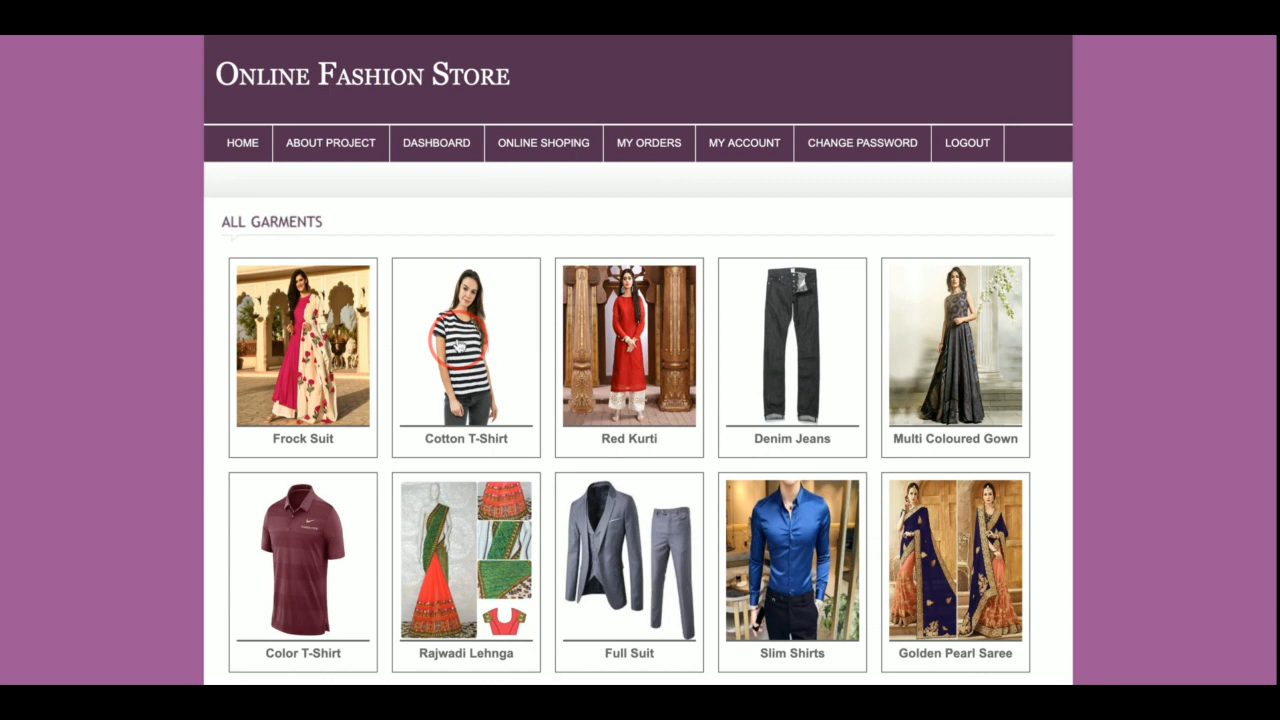 Online Fashion Store
HOME ABOUT PROJECT DASHBOARD ONLINE SHOPING MY ORDERS MY ACCOUNT CHANGE PASSWORD LOGOUT
ALL GARMENTS
Frock Suit Cotton T-Shirt Red Kurti Denim Jeans Multi Coloured Gown
Color T-Shirt Rajwadi Lehnga Full Suit Slim Shirts Golden Pearl Saree